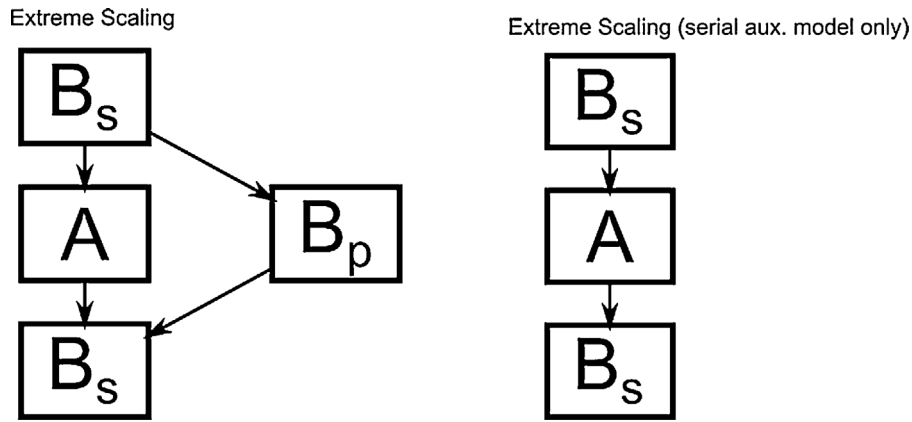 Extreme Scaling
Bs
A
Bp
Bs
Extreme Scaling (serial aux. model only)
Bs
A
Bs